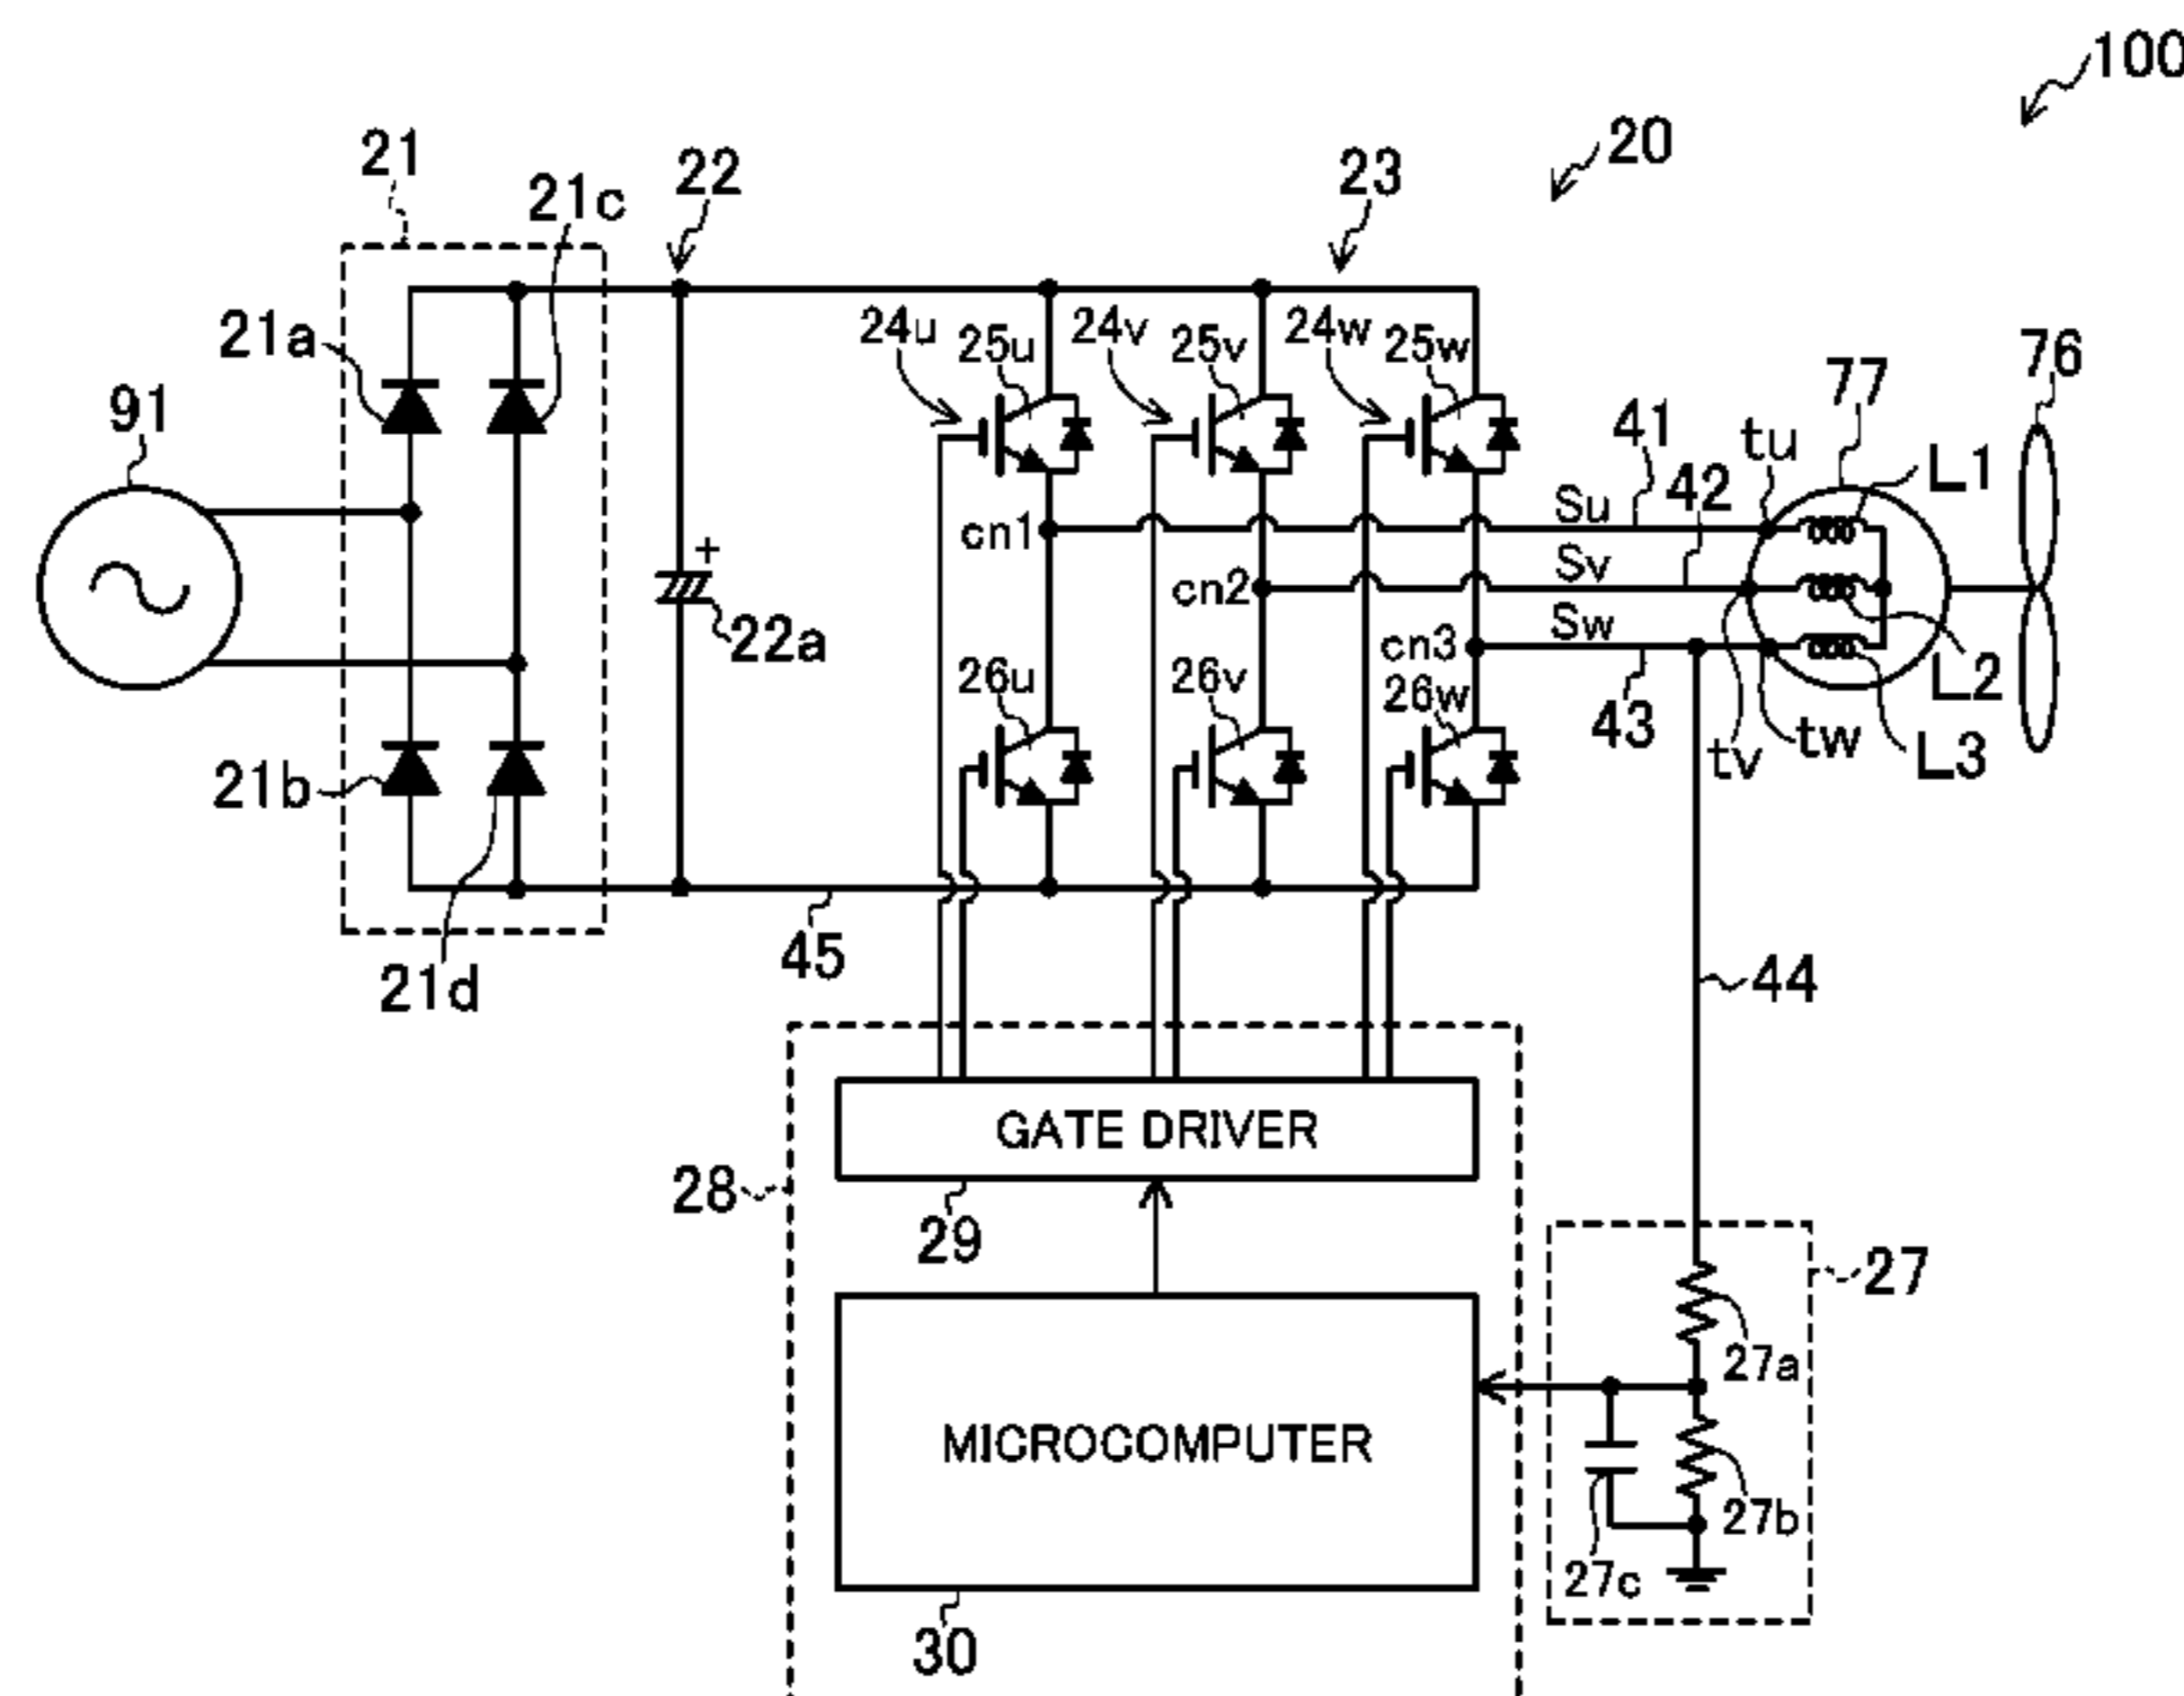 100
20
21
22
23
21c
24u
25u
24v
25v
24w
25w
76
21a
77
91
41
tu
42
L1
Su
cn1
Sv
+
cn2
Sw
22a
cn3
26u
26v
26w
L2
43
tv
tw
L3
21b
45
44
21d
GATE DRIVER
28
29
27
27a
MICROCOMPUTER
27b
27c
30